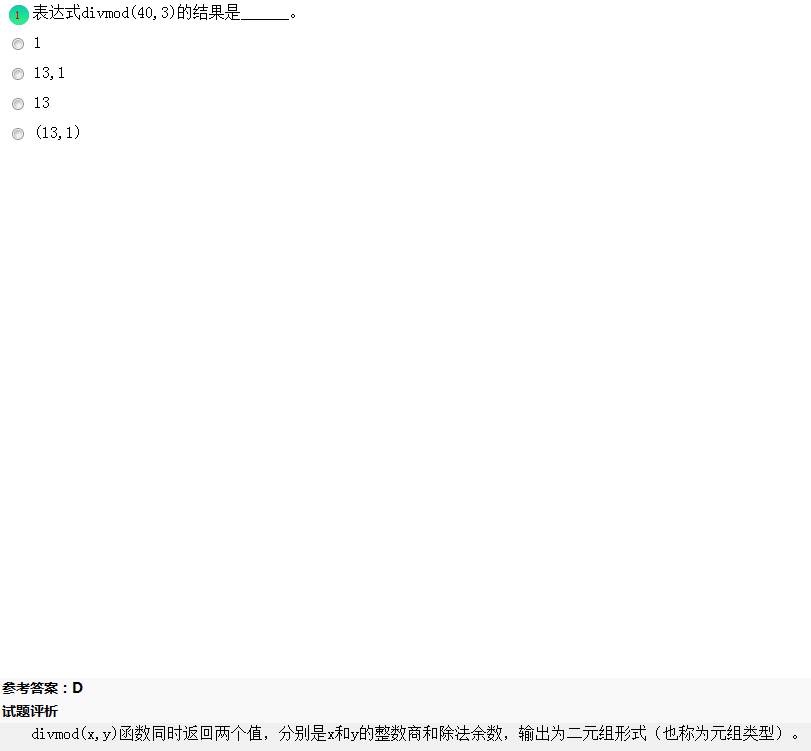 1 表达式divmod(40,3)的结果是______。
1
13,1
13
(13,1)
参考答案：D
试题评析
divmod(x,y)函数同时返回两个值，分别是x和y的整数商和除法余数，输出为二元组形式（也称为元组类型）。